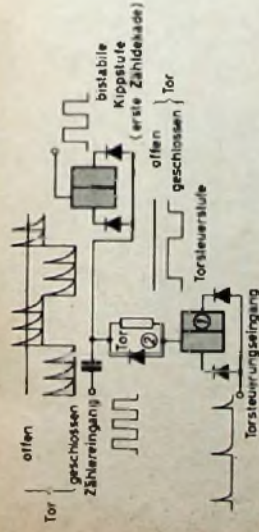 offen
Tor
geschlossen
Zählereingang
Tor
②
bistabile
Kippstufe
(erste Zähldekade)
offen
geschlossen
Tor
Torsteuerstufe
①
Torsteuerungseingang